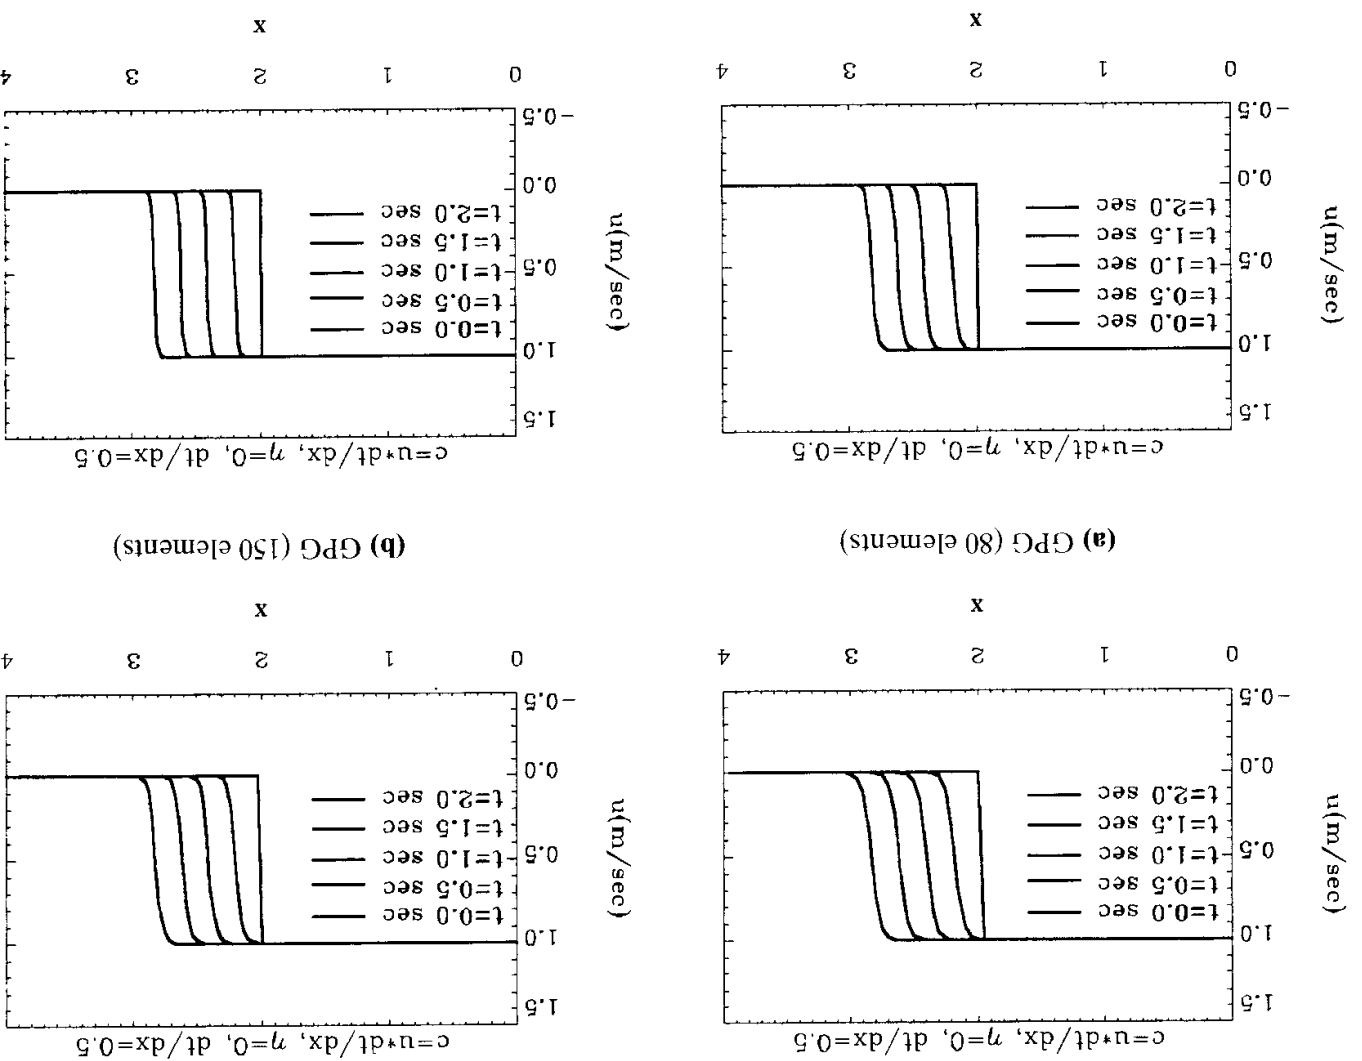 c=u*dt/dx, η=0, dt/dx=0.5
1.5
1.0
0.5
0.0
-0.5
u(m/sec)
t=0.0 sec
t=0.5 sec
t=1.0 sec
t=1.5 sec
t=2.0 sec
0 1 2 3 4
x
(a) GPG (80 elements)
c=u*dt/dx, η=0, dt/dx=0.5
1.5
1.0
0.5
0.0
-0.5
u(m/sec)
t=0.0 sec
t=0.5 sec
t=1.0 sec
t=1.5 sec
t=2.0 sec
0 1 2 3 4
x
(b) GPG (150 elements)
c=u*dt/dx, η=0, dt/dx=0.5
1.5
1.0
0.5
0.0
-0.5
u(m/sec)
t=0.0 sec
t=0.5 sec
t=1.0 sec
t=1.5 sec
t=2.0 sec
0 1 2 3 4
x
c=u*dt/dx, η=0, dt/dx=0.5
1.5
1.0
0.5
0.0
-0.5
u(m/sec)
t=0.0 sec
t=0.5 sec
t=1.0 sec
t=1.5 sec
t=2.0 sec
0 1 2 3 4
x